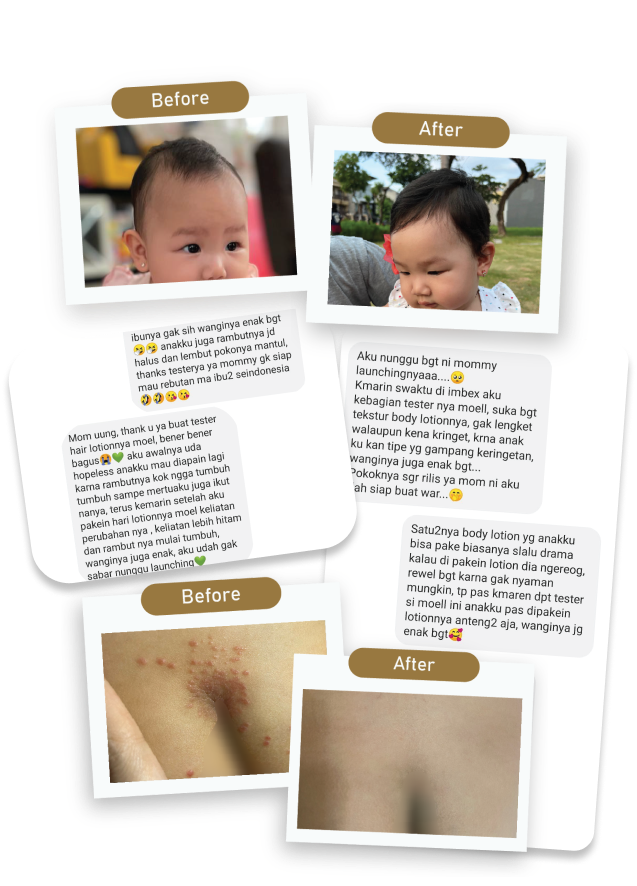 Before
After
ibunya gak sih wanginya enak bgt
🤧🤧 anakku juga rambutnya jd
halus dan lembut pokonya mantul,
thanks testerya ya mommy gk siap
mau rebutan ma ibu2 seindonesia
🤣🤣😘😘
Mom uung, thank u ya buat tester
hair lotionnya moel, bener bener
bagus😭💚 aku awalnya uda
hopeless anakku mau diapain lagi
karna rambutnya kok ngga tumbuh
tumbuh sampe mertuaku juga ikut
nanya, terus kemarin setelah aku
pakein hari lotionnya moel keliatan
perubahan nya , keliatan lebih hitam
dan rambut nya mulai tumbuh,
wanginya juga enak, aku udah gak
sabar nunggu launching💚
Aku nunggu bgt ni mommy
launchingnyaaa....🥺
Kmarin swaktu di imbex aku
kebagian tester nya moell, suka bgt
tekstur body lotionnya, gak lengket
walaupun kena kringet, krna anak
ku kan tipe yg gampang keringetan,
wanginya juga enak bgt...
Pokoknya sgr rilis ya mom ni aku
dah siap buat war...🤭
Satu2nya body lotion yg anakku
bisa pake biasanya slalu drama
kalau di pakein lotion dia ngereog,
rewel bgt karna gak nyaman
mungkin, tp pas kmaren dpt tester
si moell ini anakku pas dipakein
lotionnya anteng2 aja, wanginya jg
enak bgt🥰
Before
After